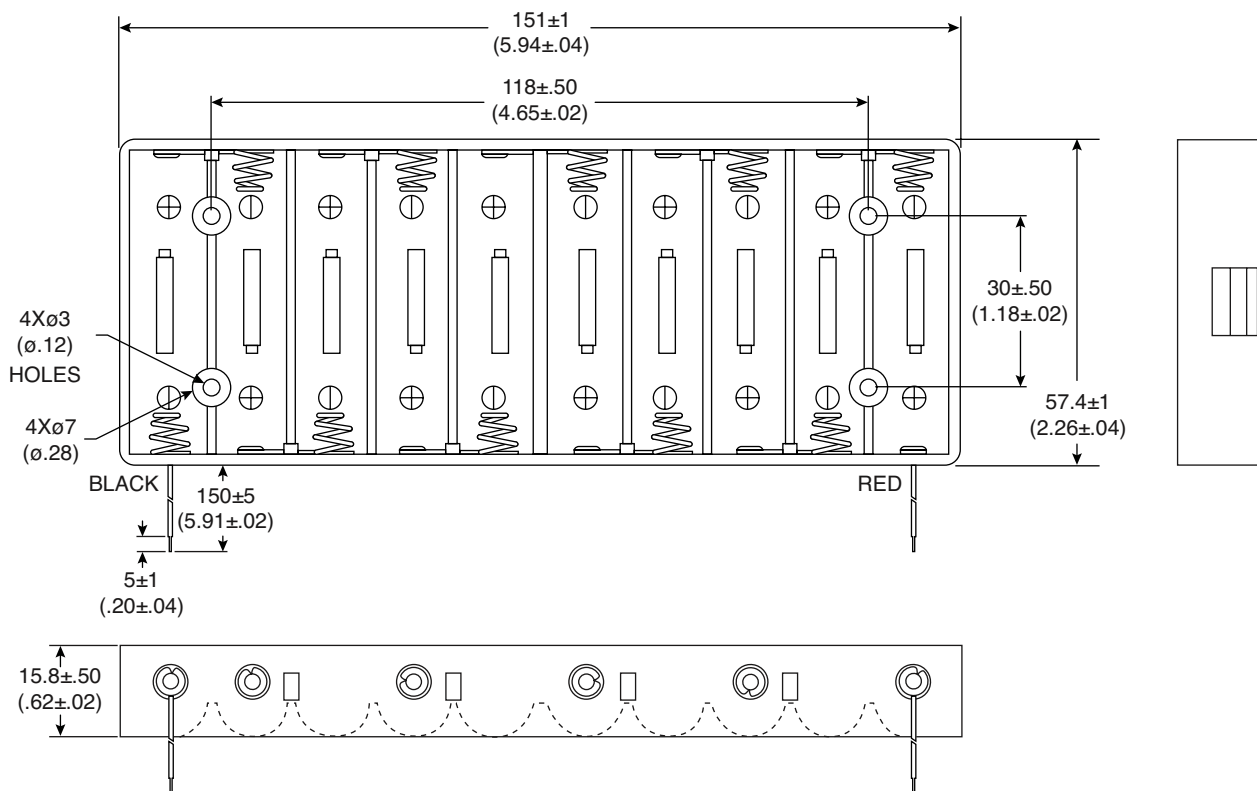 151±1
(5.94±.04)
118±.50
(4.65±.02)
30±.50
(1.18±.02)
4Xø3
(ø.12)
HOLES
57.4±1
(2.26±.04)
4Xø7
(ø.28)
BLACK
150±5
(5.91±.02)
RED
5±1
(.20±.04)
15.8±.50
(.62±.02)